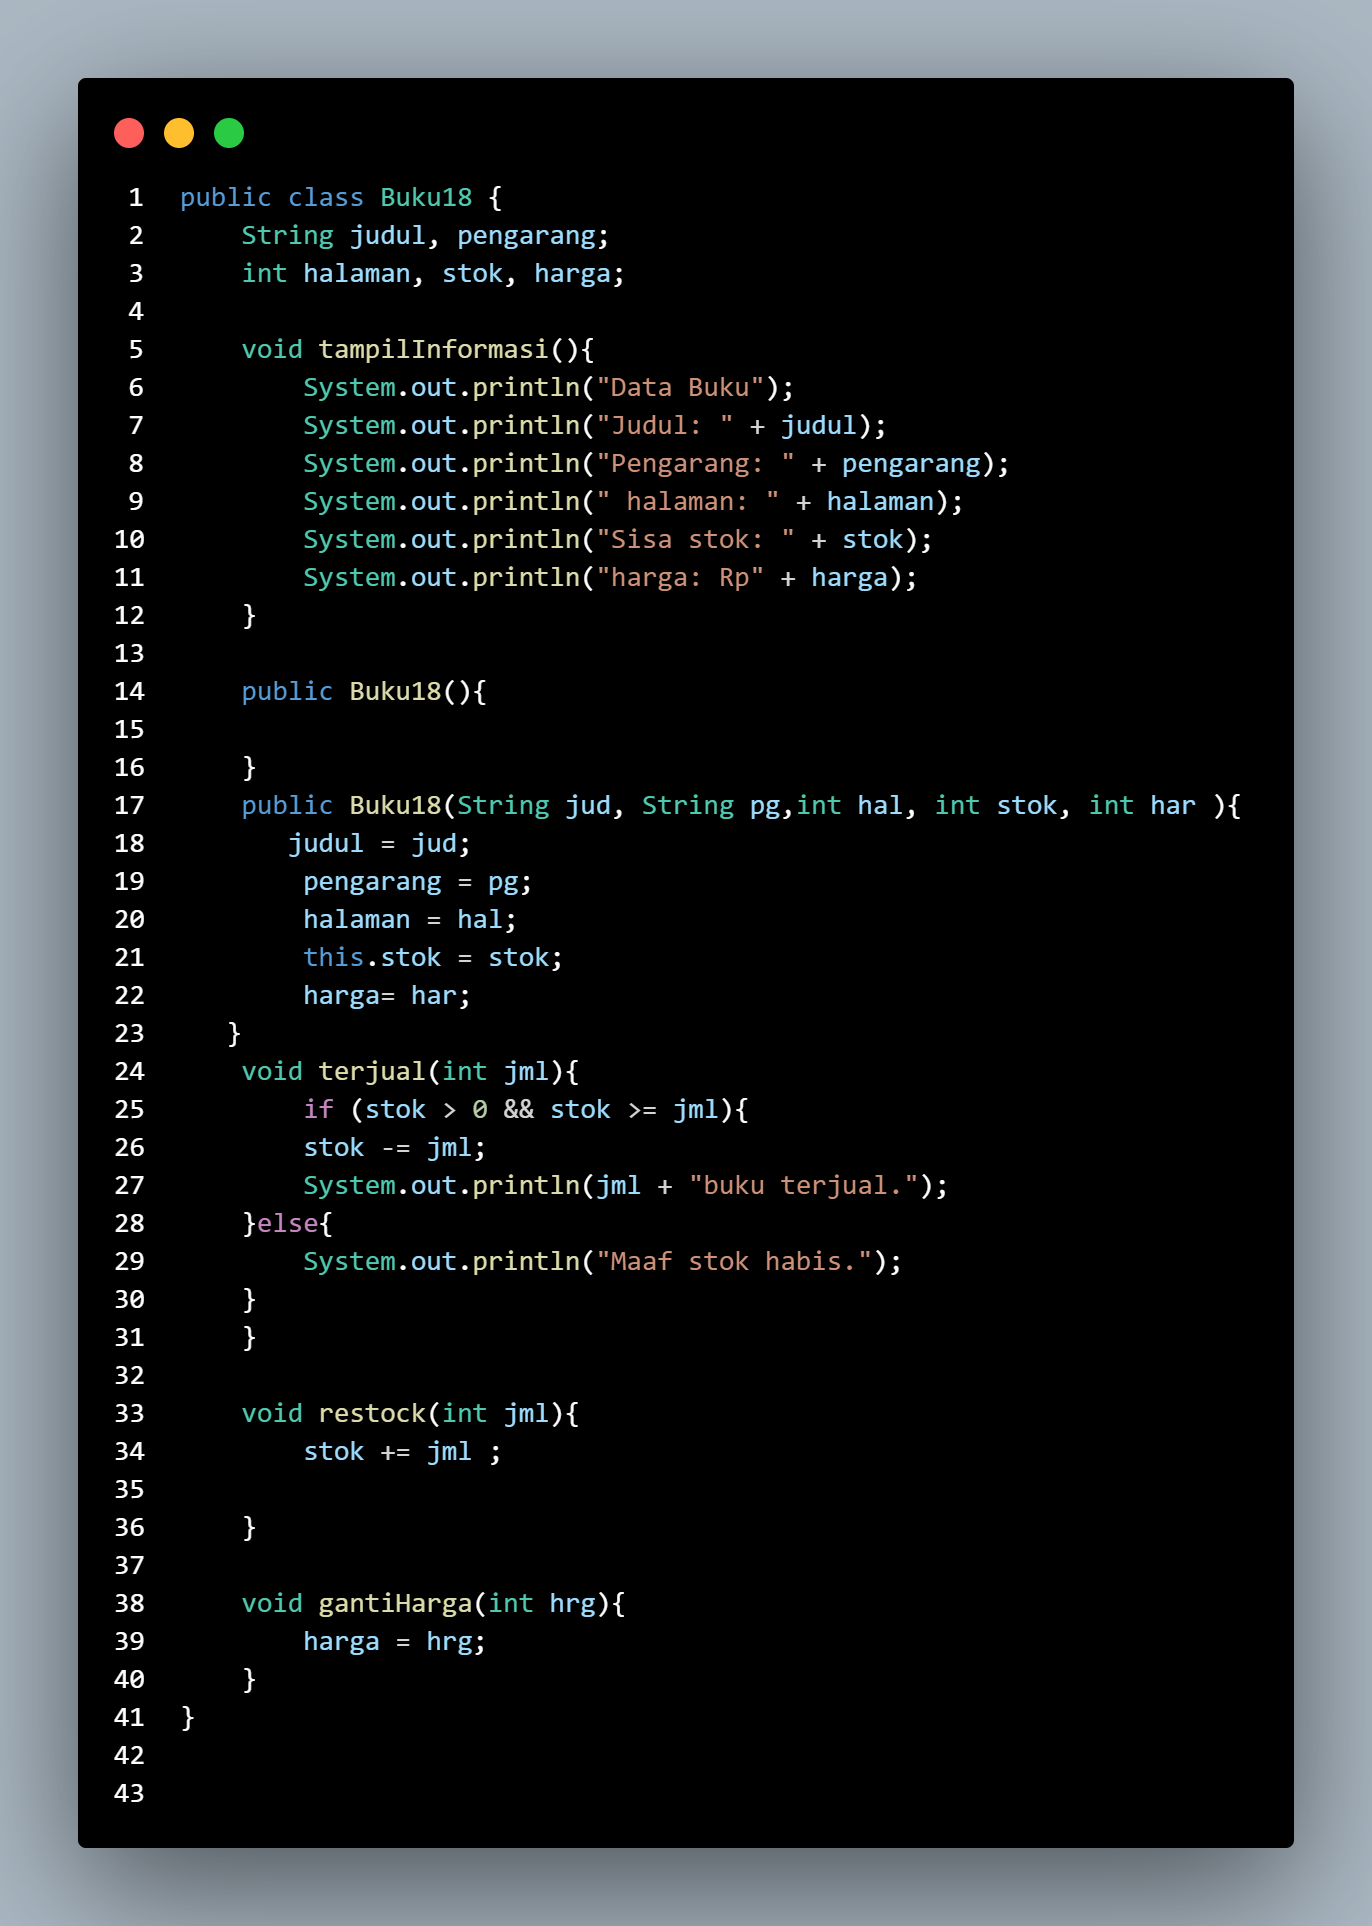 1 public class Buku18 {
2     String judul, pengarang;
3     int halaman, stok, harga;
4
5     void tampilInformasi(){
6         System.out.println("Data Buku");
7         System.out.println("Judul: " + judul);
8         System.out.println("Pengarang: " + pengarang);
9         System.out.println(" halaman: " + halaman);
10         System.out.println("Sisa stok: " + stok);
11         System.out.println("harga: Rp" + harga);
12     }
13
14     public Buku18(){
15
16     }
17     public Buku18(String jud, String pg,int hal, int stok, int har ){
18        judul = jud;
19         pengarang = pg;
20         halaman = hal;
21         this.stok = stok;
22         harga= har;
23    }
24     void terjual(int jml){
25         if (stok > 0 && stok >= jml){
26         stok -= jml;
27         System.out.println(jml + "buku terjual.");
28     }else{
29         System.out.println("Maaf stok habis.");
30     }
31     }
32
33     void restock(int jml){
34         stok += jml ;
35
36     }
37
38     void gantiHarga(int hrg){
39         harga = hrg;
40     }
41 }
42
43